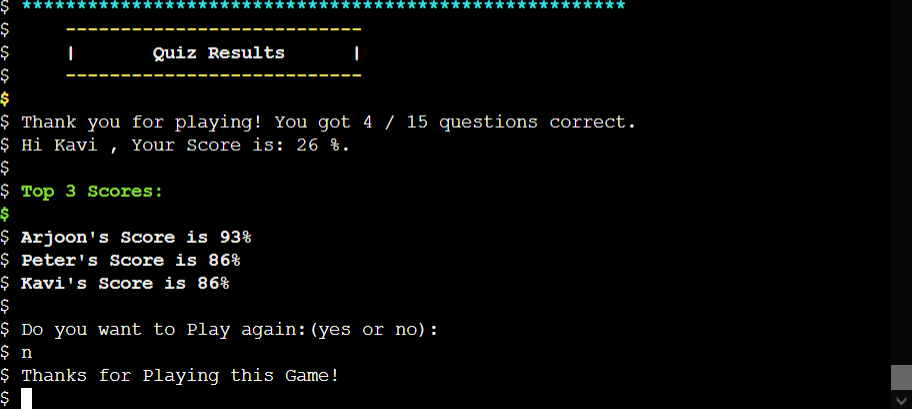 $ *******************************************************
$     ---------------------------
$     |       Quiz Results      |
$     ---------------------------
$
$ Thank you for playing! You got 4 / 15 questions correct.
$ Hi Kavi , Your Score is: 26 %.
$
$ Top 3 Scores:
$
$ Arjoon's Score is 93%
$ Peter's Score is 86%
$ Kavi's Score is 86%
$
$ Do you want to Play again:(yes or no):
$ n
$ Thanks for Playing this Game!
$